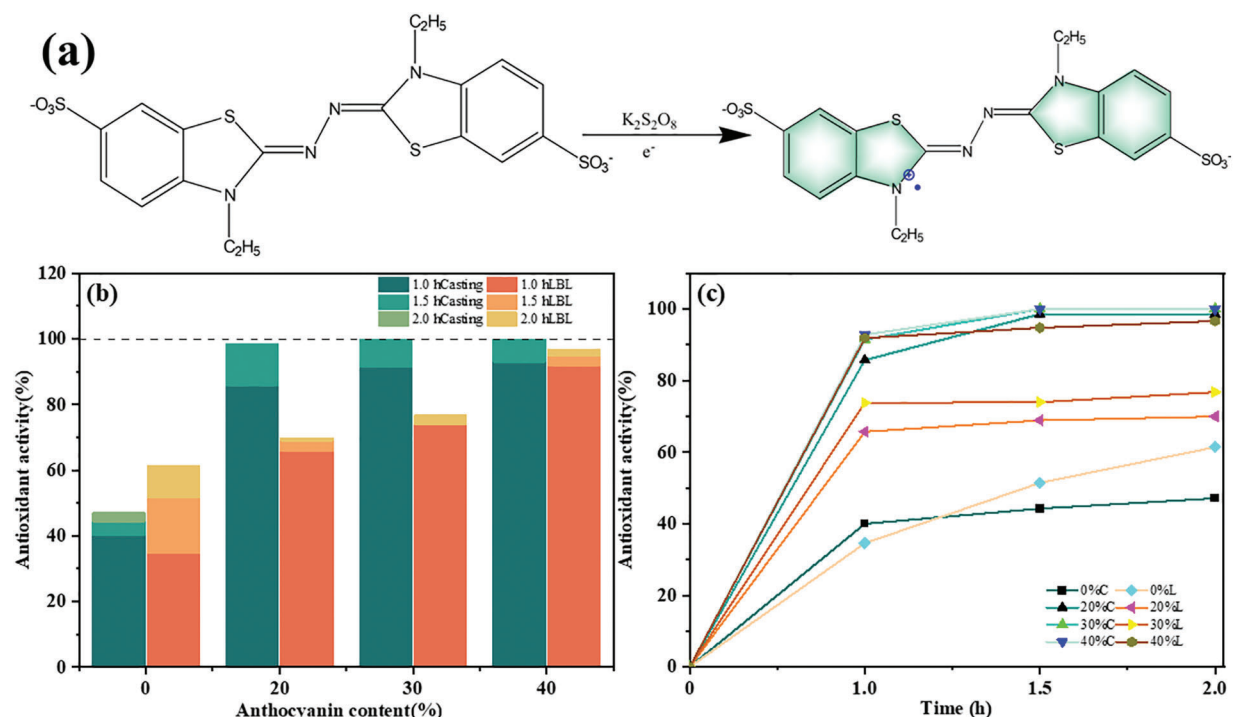 (a)
C2H5
N
S
N
N
S
N
C2H5
-O3S
SO3-
K2S2O8
e-
C2H5
N
S
N
N
S
N
⊕
•
C2H5
-O3S
SO3-
(b)
Antioxidant activity(%)
120
100
80
60
40
20
0
1.0 hCasting 1.0 hLBL
1.5 hCasting 1.5 hLBL
2.0 hCasting 2.0 hLBL
0 20 30 40
Anthocyanin content(%)
(c)
Antioxidant activity(%)
100
80
60
40
20
0
0%C 0%L
20%C 20%L
30%C 30%L
40%C 40%L
0 1.0 1.5 2.0
Time (h)